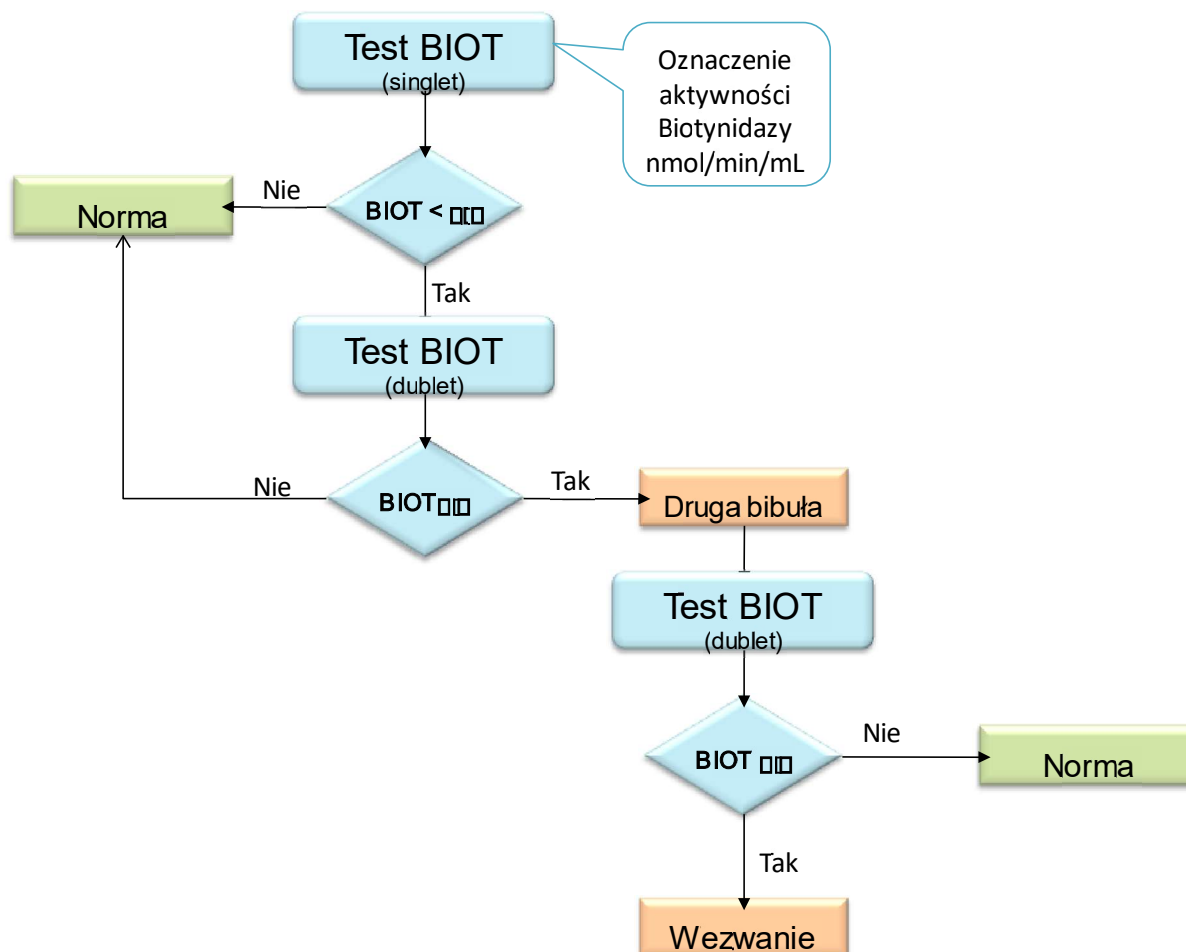 Test BIOT
(singlet)
Oznaczenie
aktywności
Biotynidazy
nmol/min/mL
Nie
BIOT <
Norma
Tak
Test BIOT
(dublet)
Nie
BIOT
Tak
Druga bibuła
Test BIOT
(dublet)
BIOT
Nie
Norma
Tak
Wezwanie